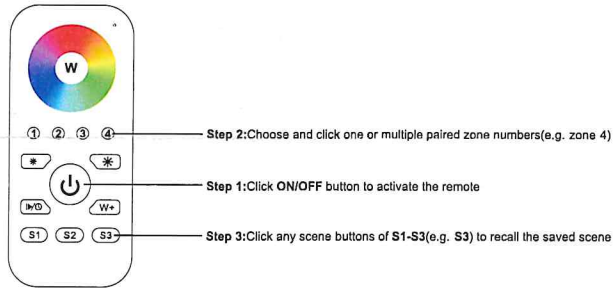 W
1 2 3 4
Step 2:Choose and click one or multiple paired zone numbers(e.g. zone 4)
Step 1:Click ON/OFF button to activate the remote
W+
S1 S2 S3
Step 3:Click any scene buttons of S1-S3(e.g. S3) to recall the saved scene